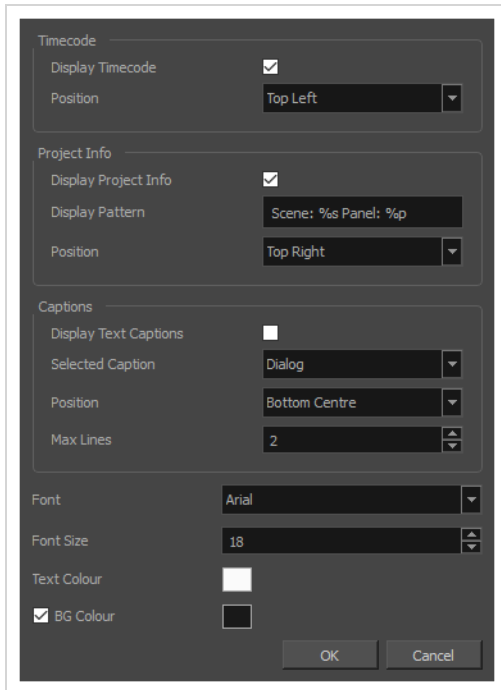 Timecode
Display Timecode
Position Top Left
Project Info
Display Project Info
Display Pattern Scene: %s Panel: %p
Position Top Right
Captions
Display Text Captions
Selected Caption Dialog
Position Bottom Centre
Max Lines 2
Font Arial
Font Size 18
Text Colour
BG Colour
OK Cancel